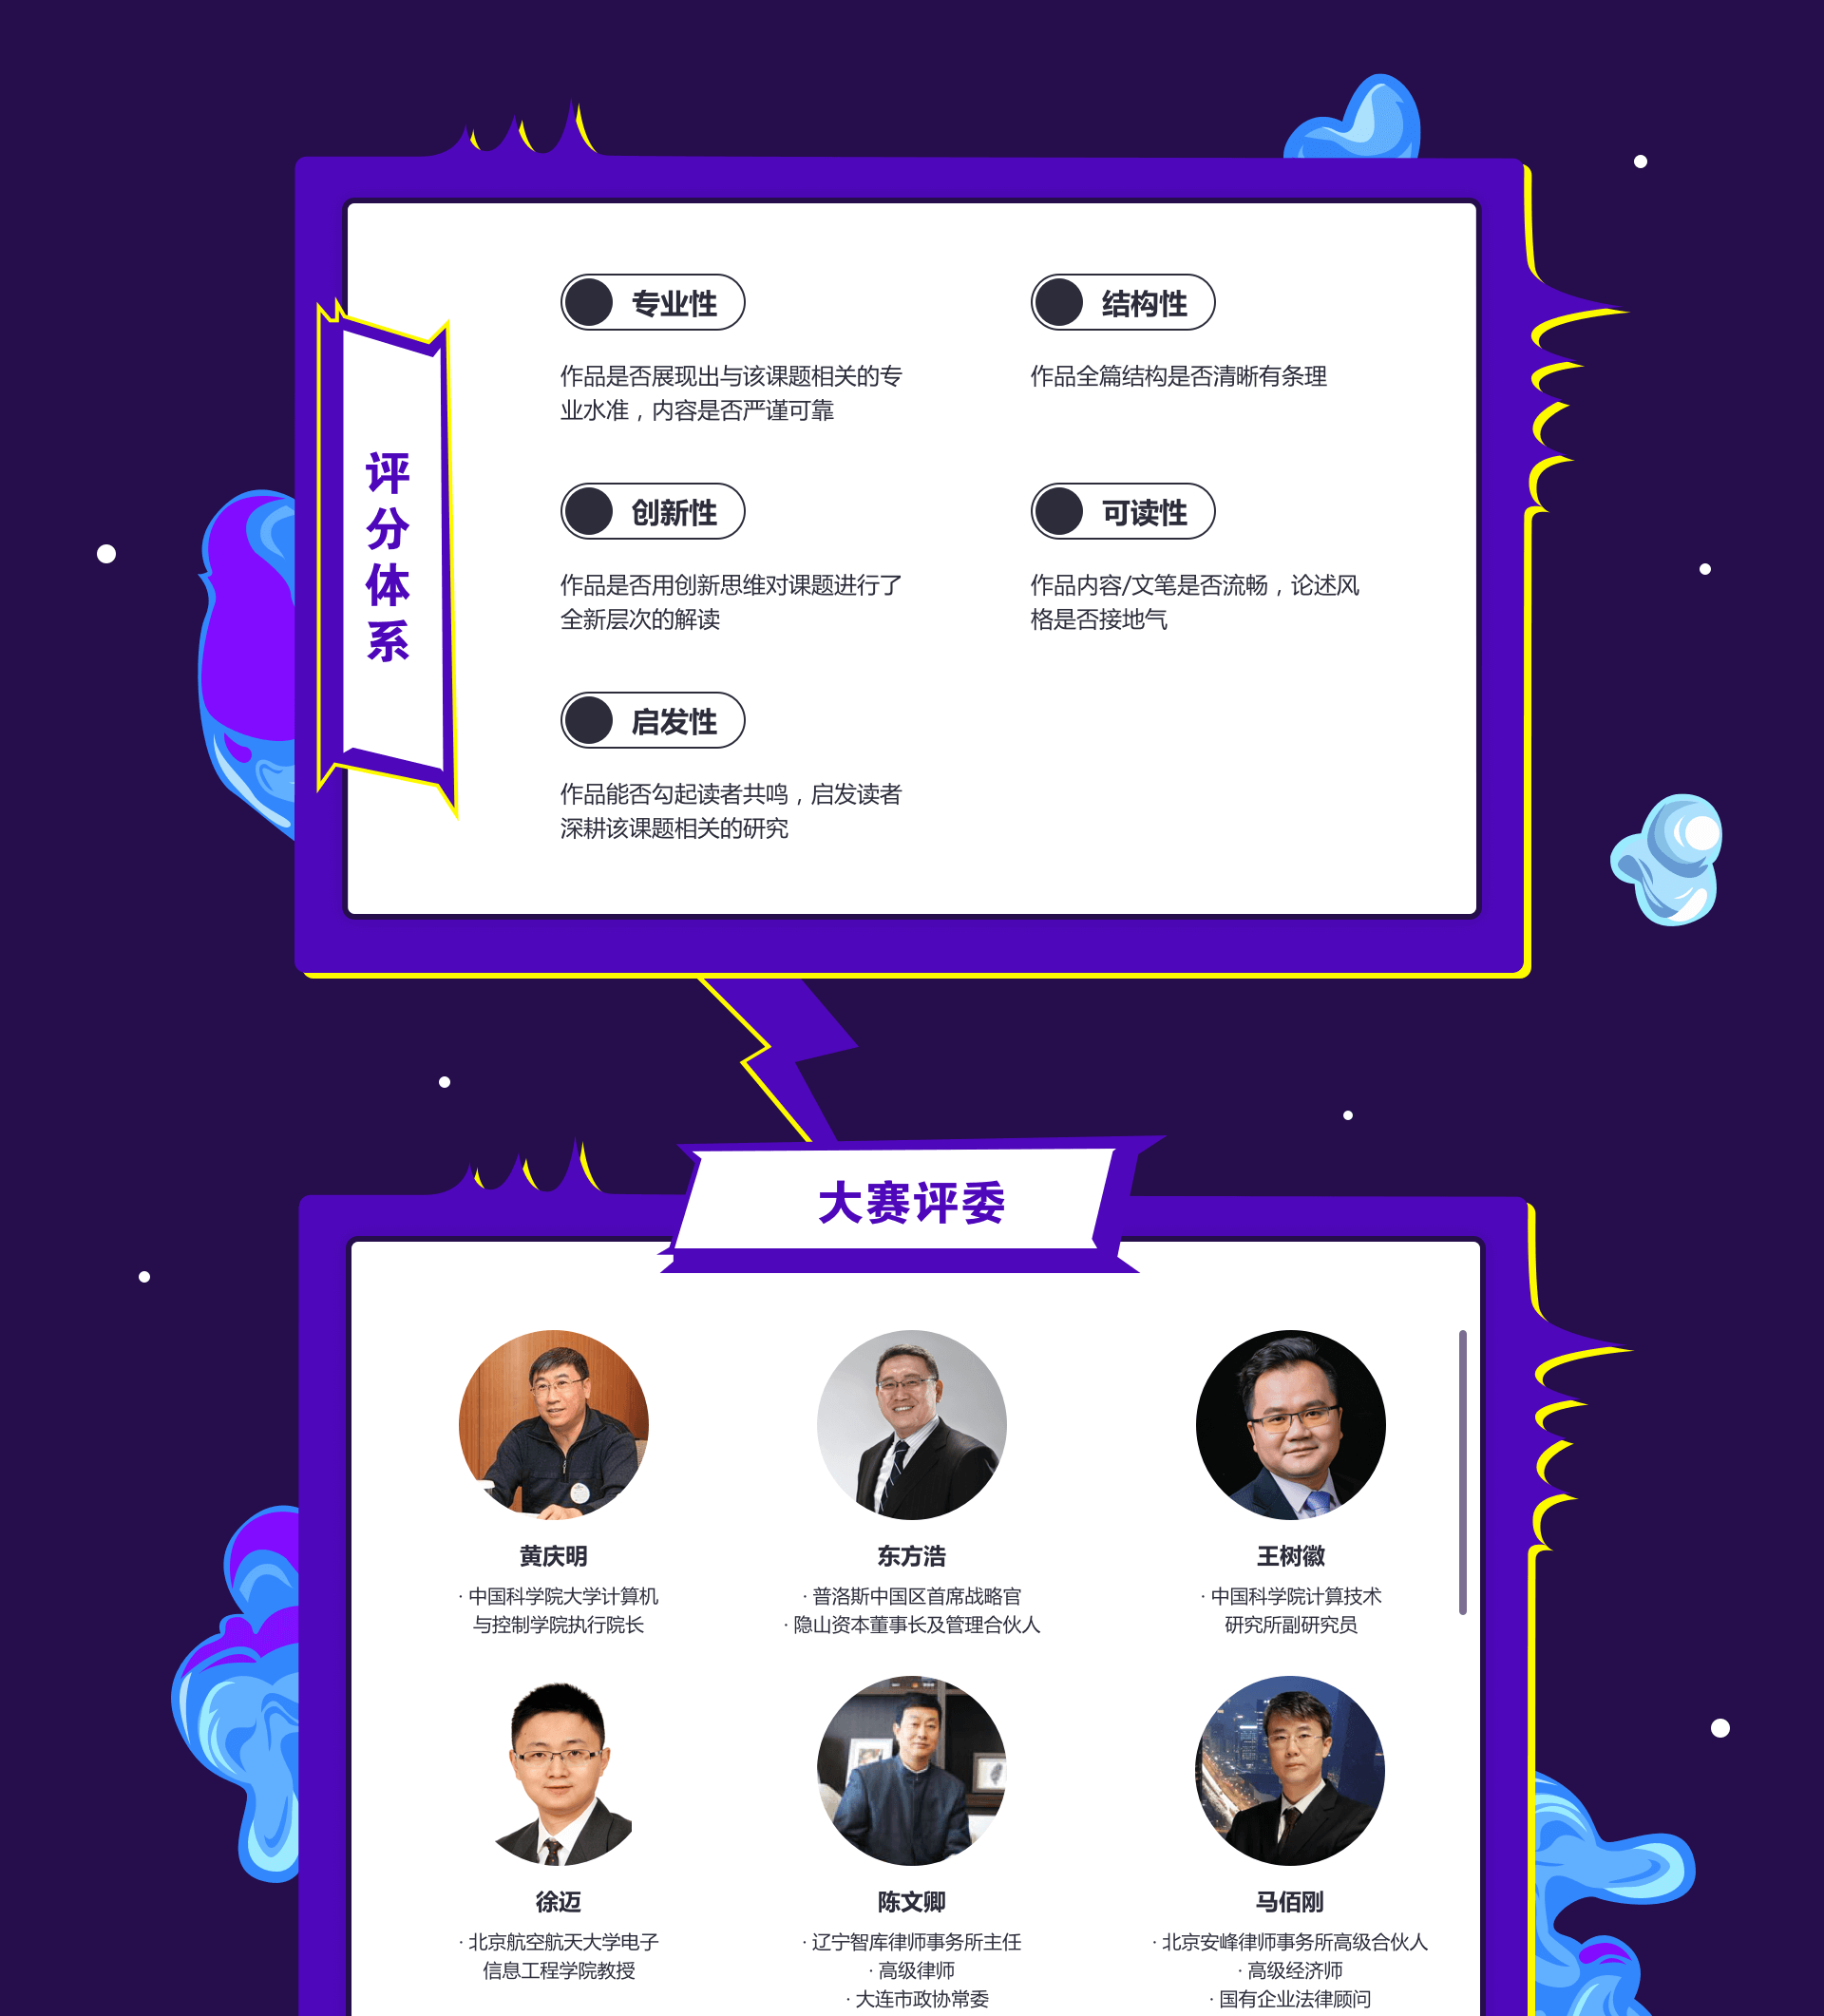 评分体系
专业性
作品是否展现出与该课题相关的专
业水准，内容是否严谨可靠
结构性
作品全篇结构是否清晰有条理
创新性
作品是否用创新思维对课题进行了
全新层次的解读
可读性
作品内容/文笔是否流畅，论述风
格是否接地气
启发性
作品能否勾起读者共鸣，启发读者
深耕该课题相关的研究
大赛评委
黄庆明
· 中国科学院大学计算机
与控制学院执行院长
东方浩
· 普洛斯中国区首席战略官
· 隐山资本董事长及管理合伙人
王树徽
· 中国科学院计算技术
研究所副研究员
徐迈
· 北京航空航天大学电子
信息工程学院教授
陈文卿
· 辽宁智库律师事务所主任
· 高级律师
· 大连市政协常委
马佰刚
· 北京安峰律师事务所高级合伙人
· 高级经济师
· 国有企业法律顾问